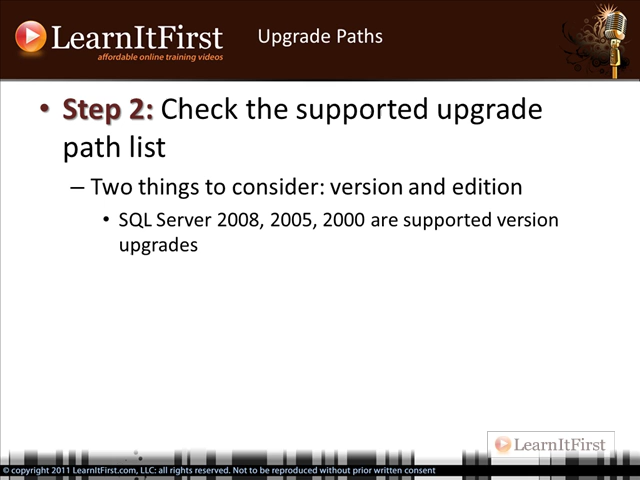 LearnItFirst
affordable online training videos
Upgrade Paths
• Step 2: Check the supported upgrade
path list
– Two things to consider: version and edition
• SQL Server 2008, 2005, 2000 are supported version
upgrades
LearnItFirst
© copyright 2011 LearnItFirst.com, LLC: all rights reserved. Not to be reproduced without prior written consent